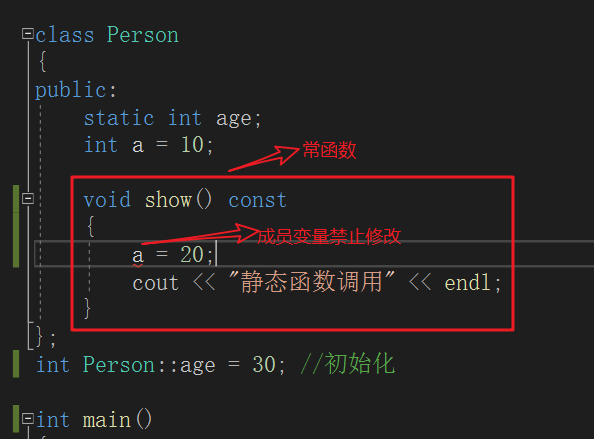 class Person
{
public:
static int age;
int a = 10;
常函数
void show() const
{
成员变量禁止修改
a = 20;
cout << "静态函数调用" << endl;
}
};
int Person::age = 30; //初始化
int main()